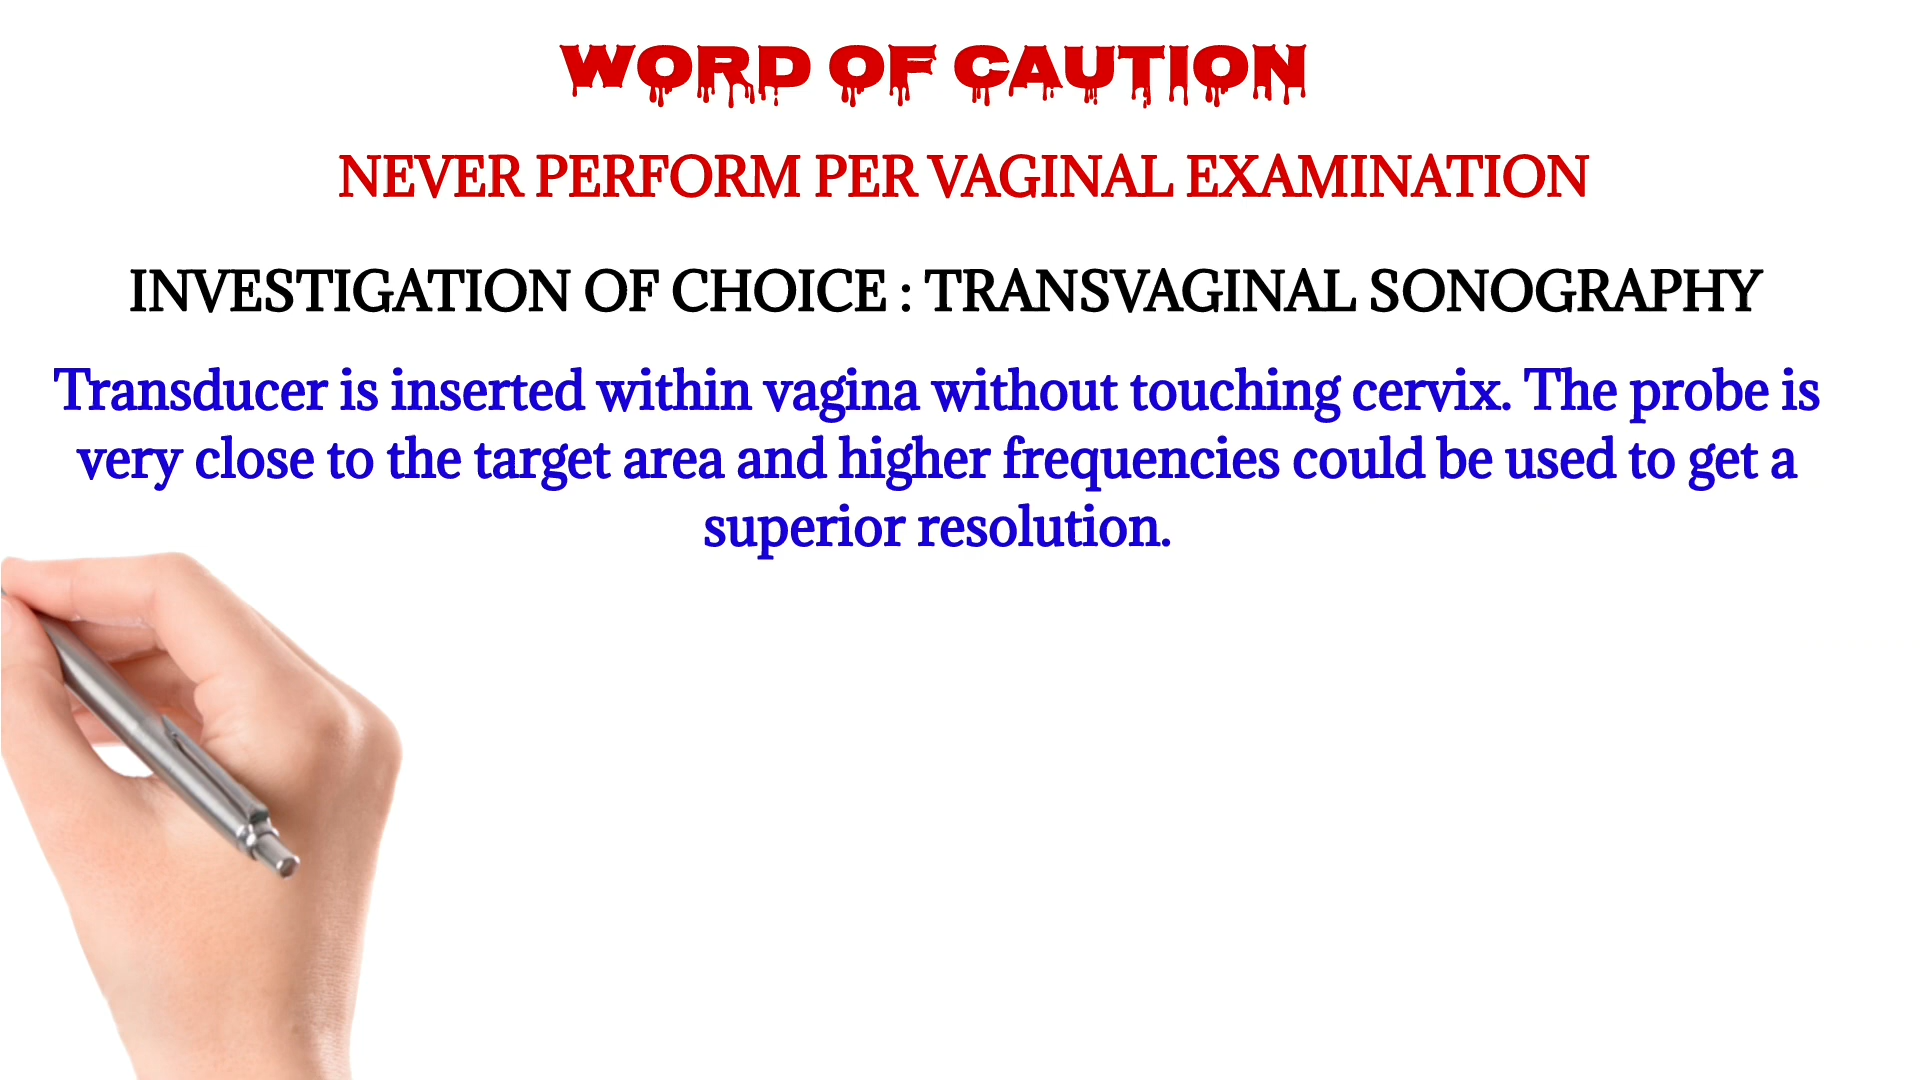 WORD OF CAUTION
NEVER PERFORM PER VAGINAL EXAMINATION
INVESTIGATION OF CHOICE : TRANSVAGINAL SONOGRAPHY
Transducer is inserted within vagina without touching cervix. The probe is
very close to the target area and higher frequencies could be used to get a
superior resolution.